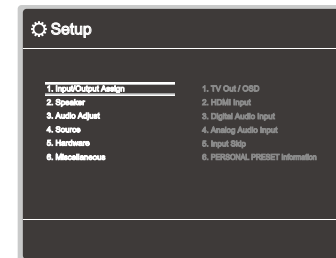 Setup
1. Input/Output Assign
2. Speaker
3. Audio Adjust
4. Source
5. Hardware
6. Miscellaneous
1. TV Out / OSD
2. HDMI Input
3. Digital Audio Input
4. Analog Audio Input
5. Input Skip
6. PERSONAL PRESET Information